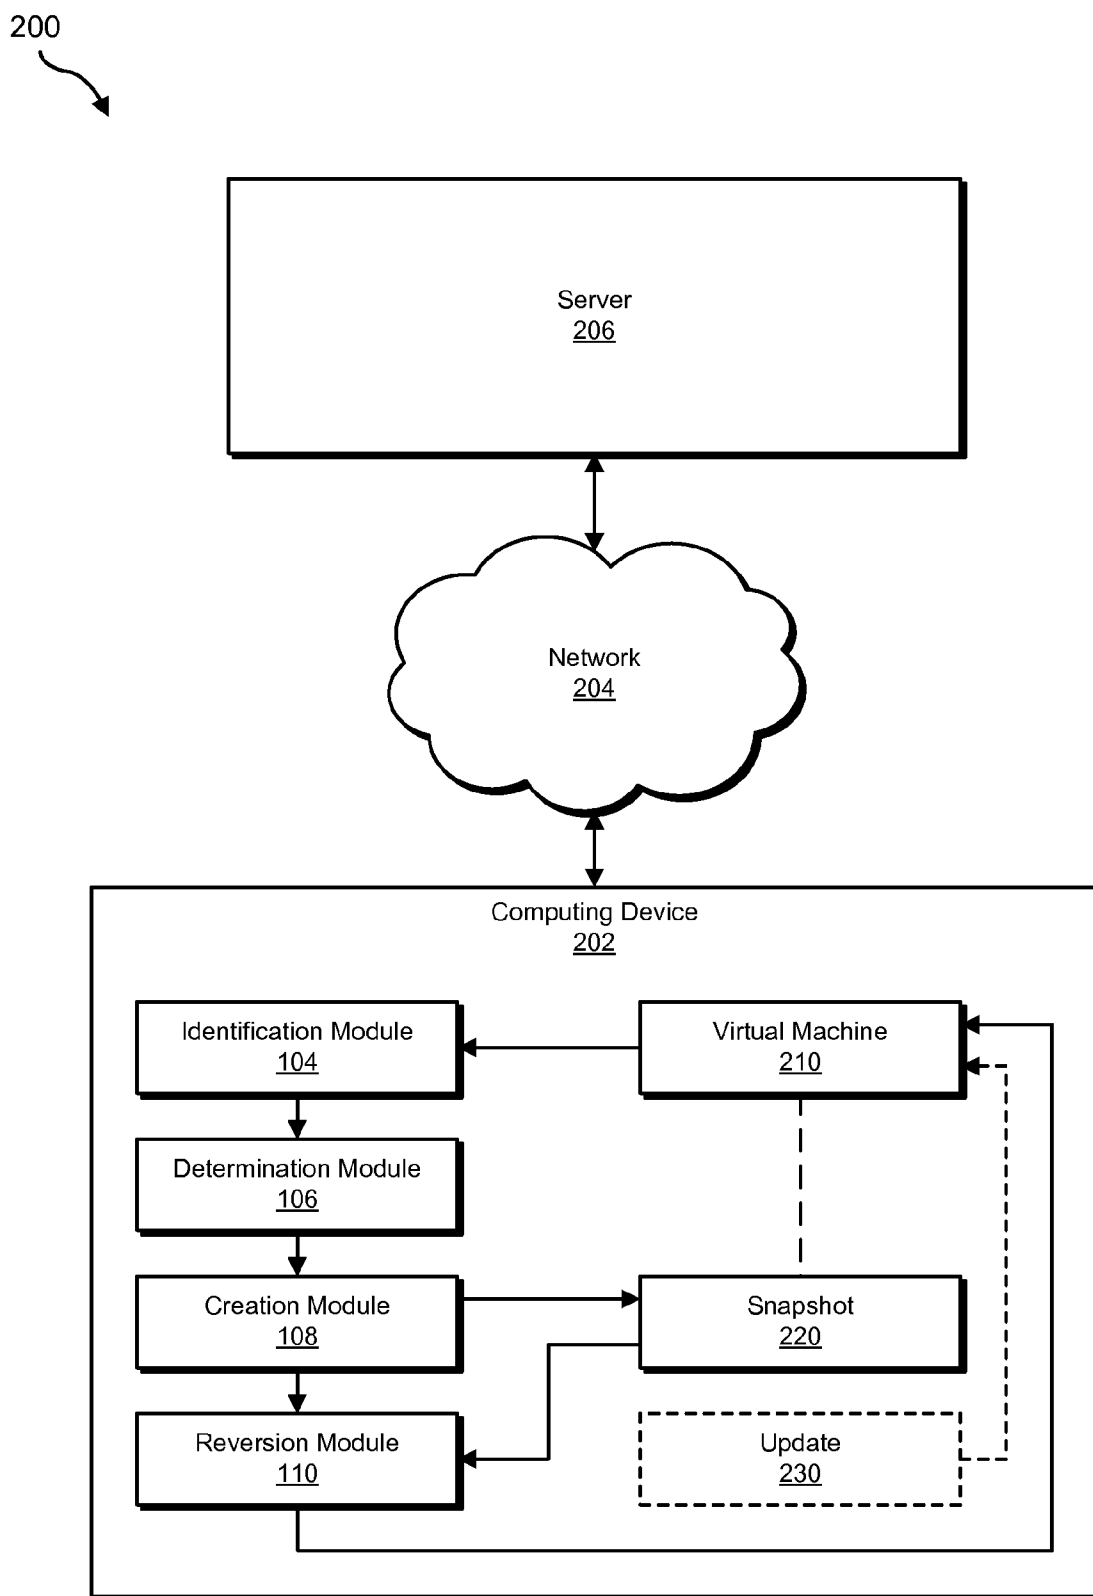 200
Server
206
Network
204
Computing Device
202
Identification Module
104
Virtual Machine
210
Determination Module
106
Creation Module
108
Snapshot
220
Reversion Module
110
Update
230